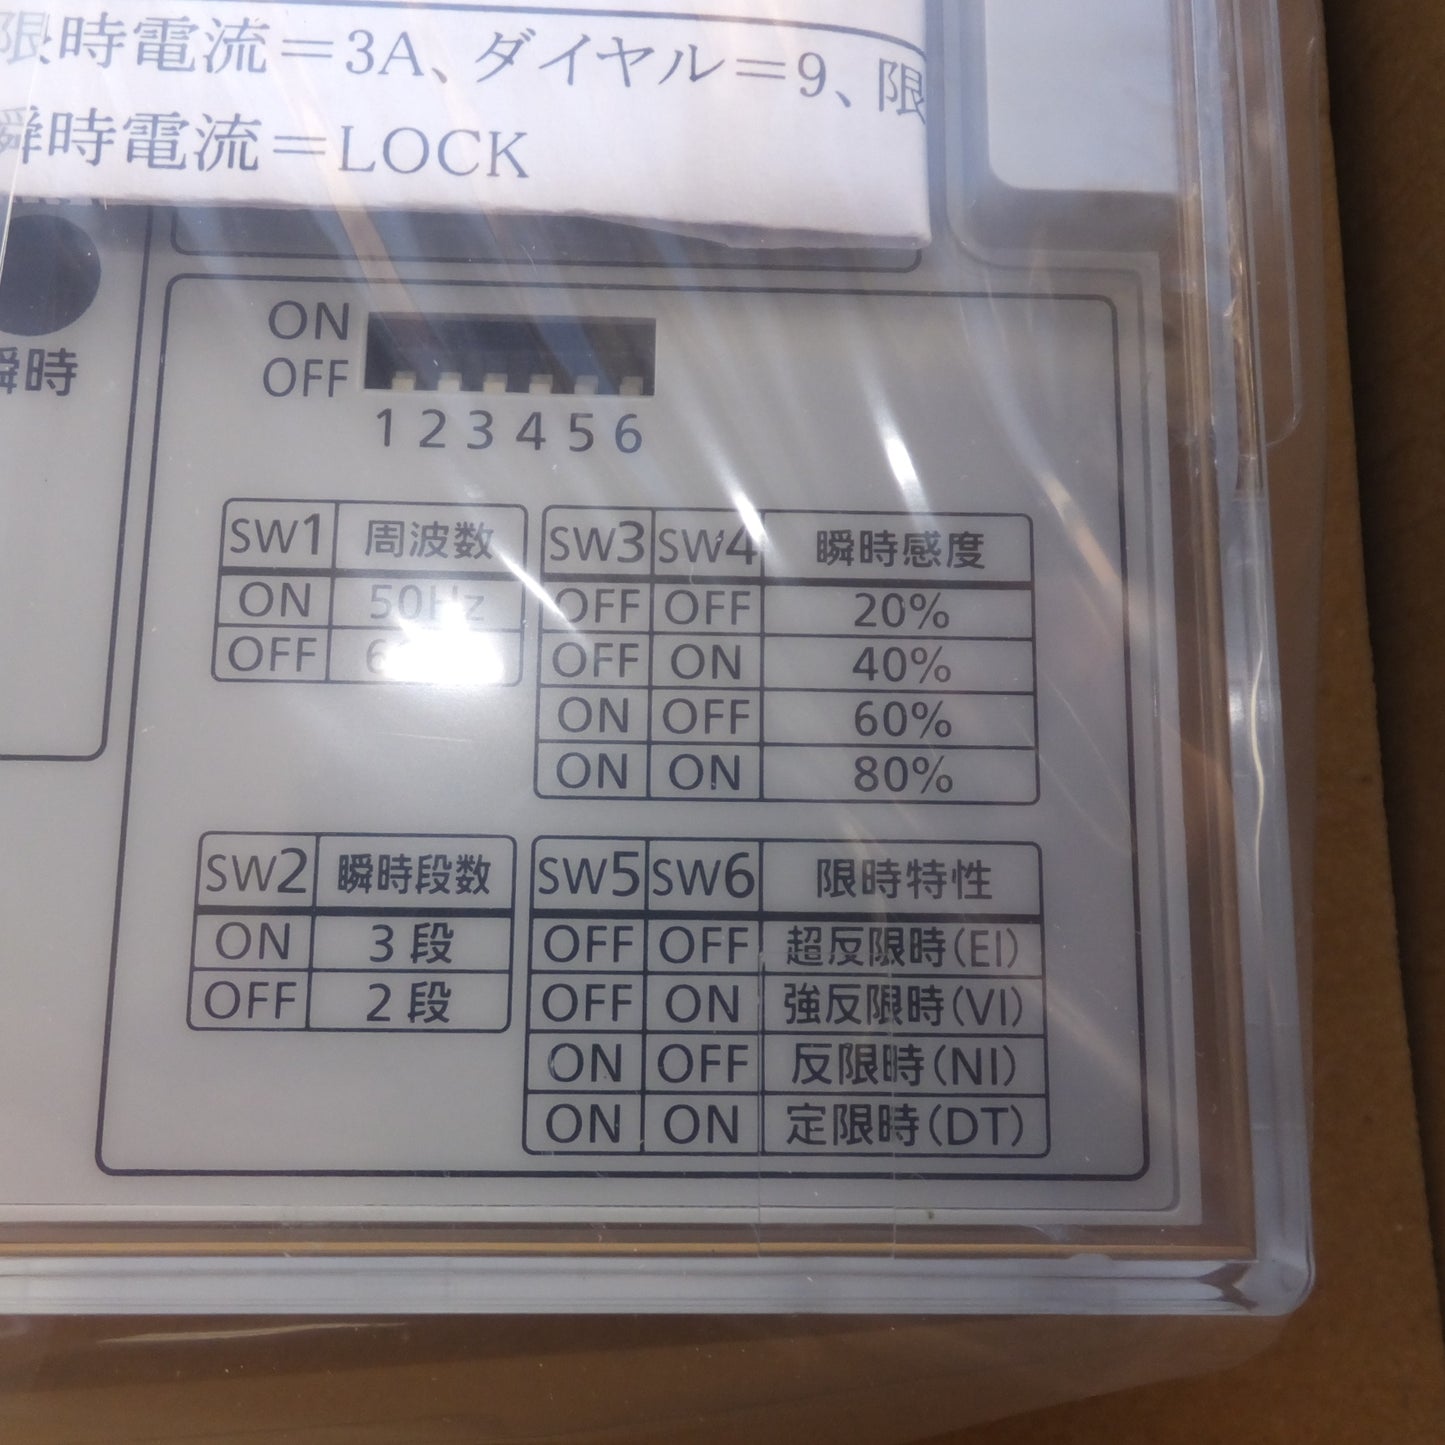 限時電流＝3A、ダイヤル＝9、限
瞬時電流＝LOCK
瞬時
ON
OFF
1 2 3 4 5 6
SW1 周波数
ON 50Hz
OFF
SW3 SW4 瞬時感度
OFF OFF 20%
OFF ON 40%
ON OFF 60%
ON ON 80%
SW2 瞬時段数
ON 3段
OFF 2段
SW5 SW6 限時特性
OFF OFF 超反限時(EI)
OFF ON 強反限時(VI)
ON OFF 反限時(NI)
ON ON 定限時(DT)